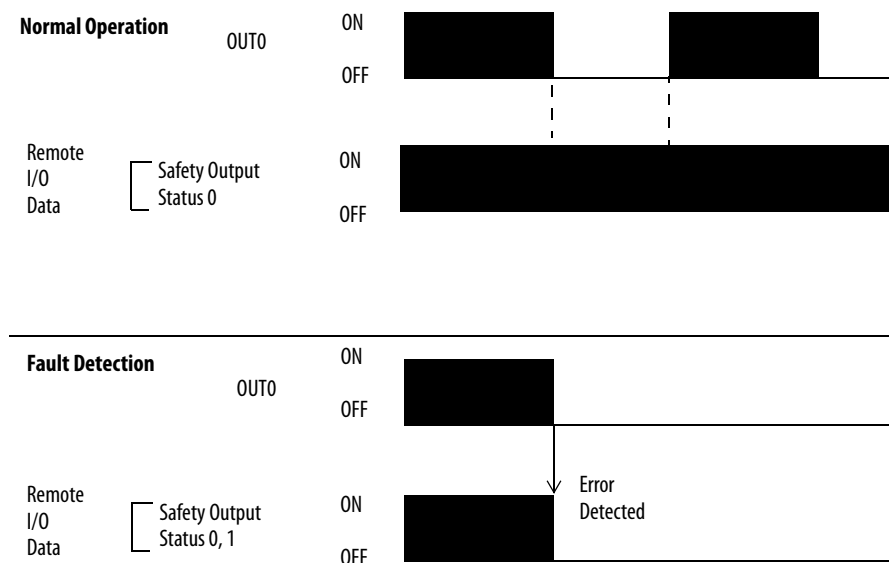 Normal Operation
OUT0
ON
OFF
Remote
I/O
Data
Safety Output
Status 0
ON
OFF
Fault Detection
OUT0
ON
OFF
Remote
I/O
Data
Safety Output
Status 0, 1
ON
OFF
Error
Detected